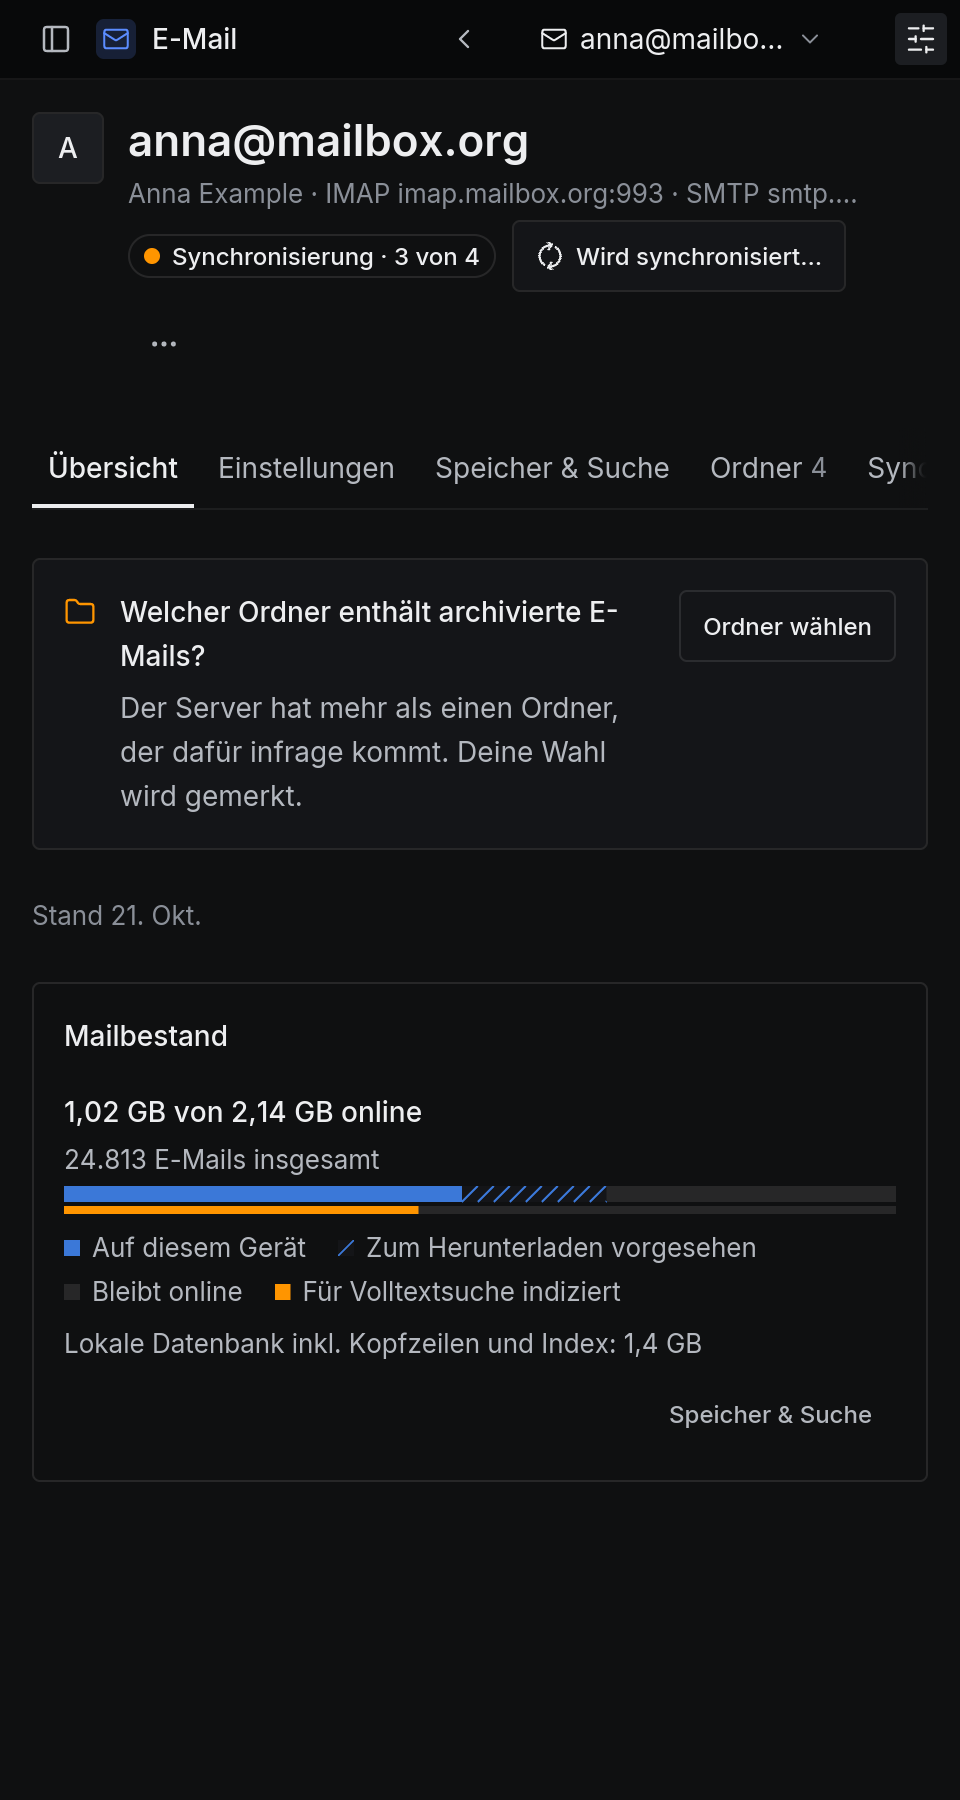 E-Mail
anna@mailbo...
A
anna@mailbox.org
Anna Example · IMAP imap.mailbox.org:993 · SMTP smtp....
Synchronisierung · 3 von 4
Wird synchronisiert...
...
Übersicht Einstellungen Speicher & Suche Ordner 4 Sync
Welcher Ordner enthält archivierte E-
Mails?
Ordner wählen
Der Server hat mehr als einen Ordner,
der dafür infrage kommt. Deine Wahl
wird gemerkt.
Stand 21. Okt.
Mailbestand
1,02 GB von 2,14 GB online
24.813 E-Mails insgesamt
Auf diesem Gerät Zum Herunterladen vorgesehen
Bleibt online Für Volltextsuche indiziert
Lokale Datenbank inkl. Kopfzeilen und Index: 1,4 GB
Speicher & Suche